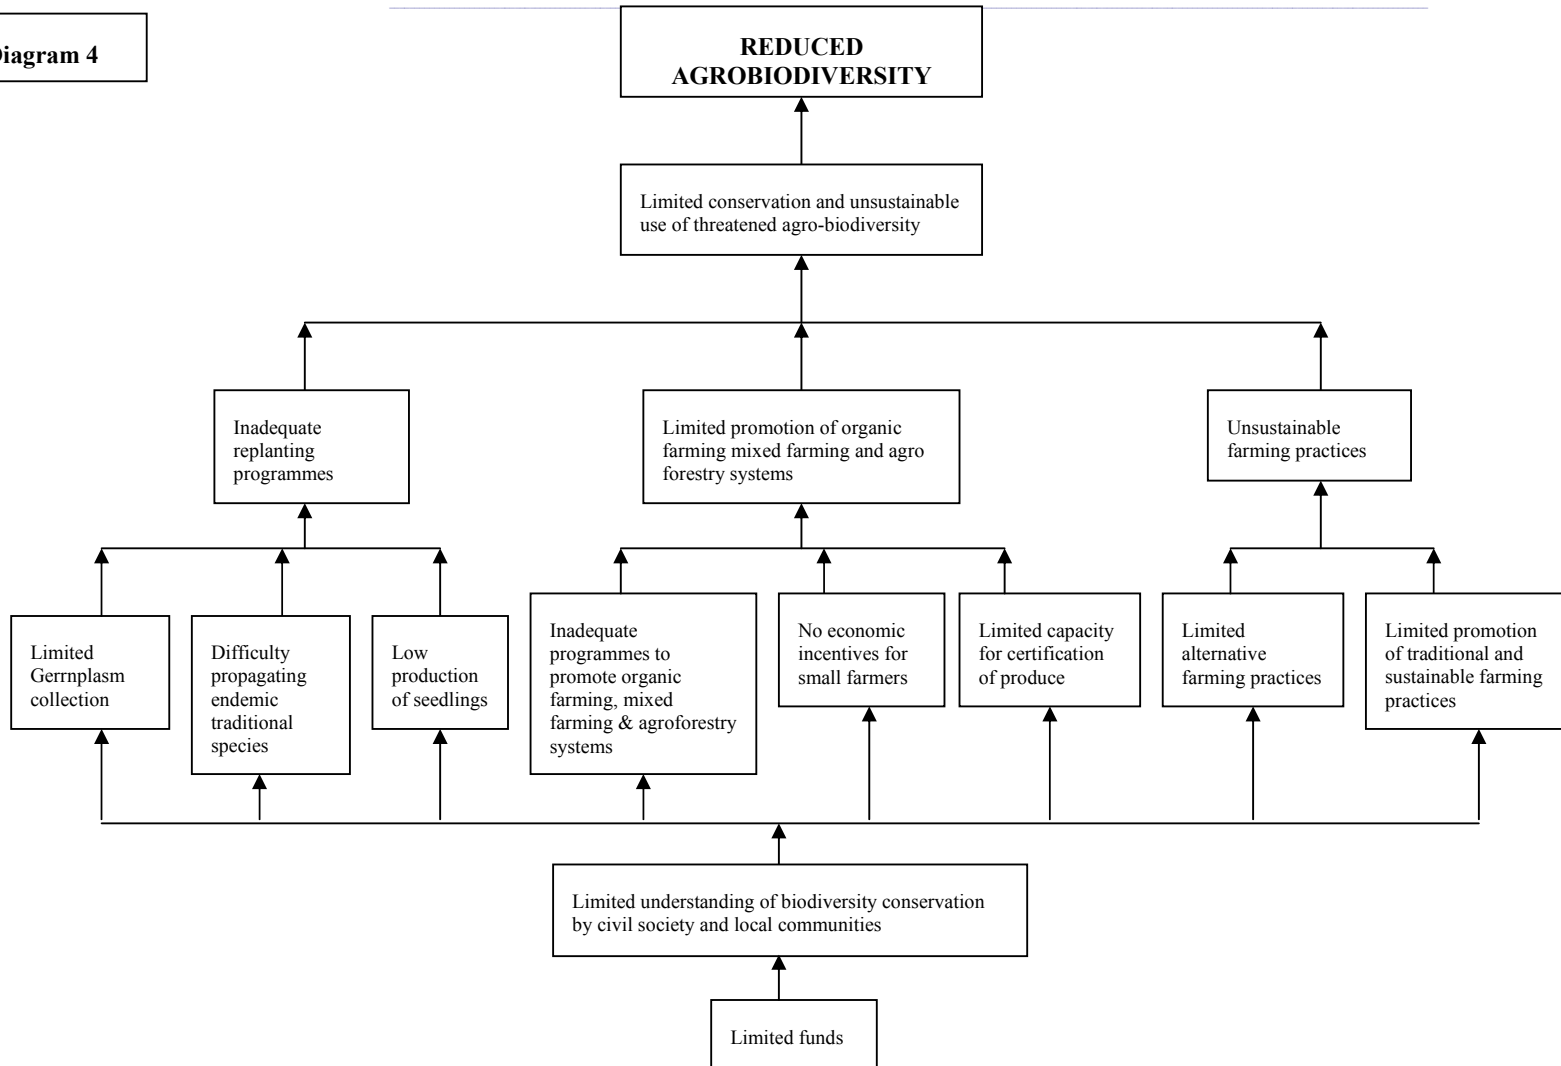 iagram 4
REDUCED
AGROBIODIVERSITY
Limited conservation and unsustainable
use of threatened agro-biodiversity
Inadequate
replanting
programmes
Limited promotion of organic
farming mixed farming and agro
forestry systems
Unsustainable
farming practices
Limited
Gerrnplasm
collection
Difficulty
propagating
endemic
traditional
species
Low
production
of seedlings
Inadequate
programmes to
promote organic
farming, mixed
farming & agroforestry
systems
No economic
incentives for
small farmers
Limited capacity
for certification
of produce
Limited
alternative
farming practices
Limited promotion
of traditional and
sustainable farming
practices
Limited understanding of biodiversity conservation
by civil society and local communities
Limited funds